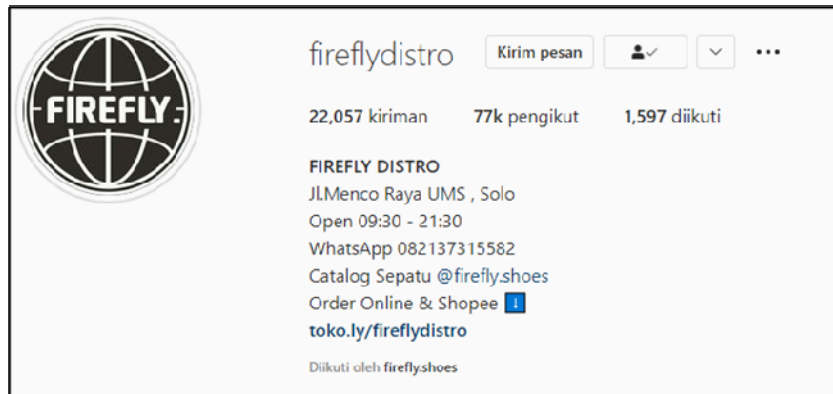 FIREFLY.
fireflydistro Kirim pesan
22,057 kiriman 77k pengikut 1,597 diikuti
FIREFLY DISTRO
Jl.Menco Raya UMS , Solo
Open 09:30 - 21:30
WhatsApp 082137315582
Catalog Sepatu @firefly.shoes
Order Online & Shopee ⬇
toko.ly/fireflydistro
Diikuti oleh firefly.shoes